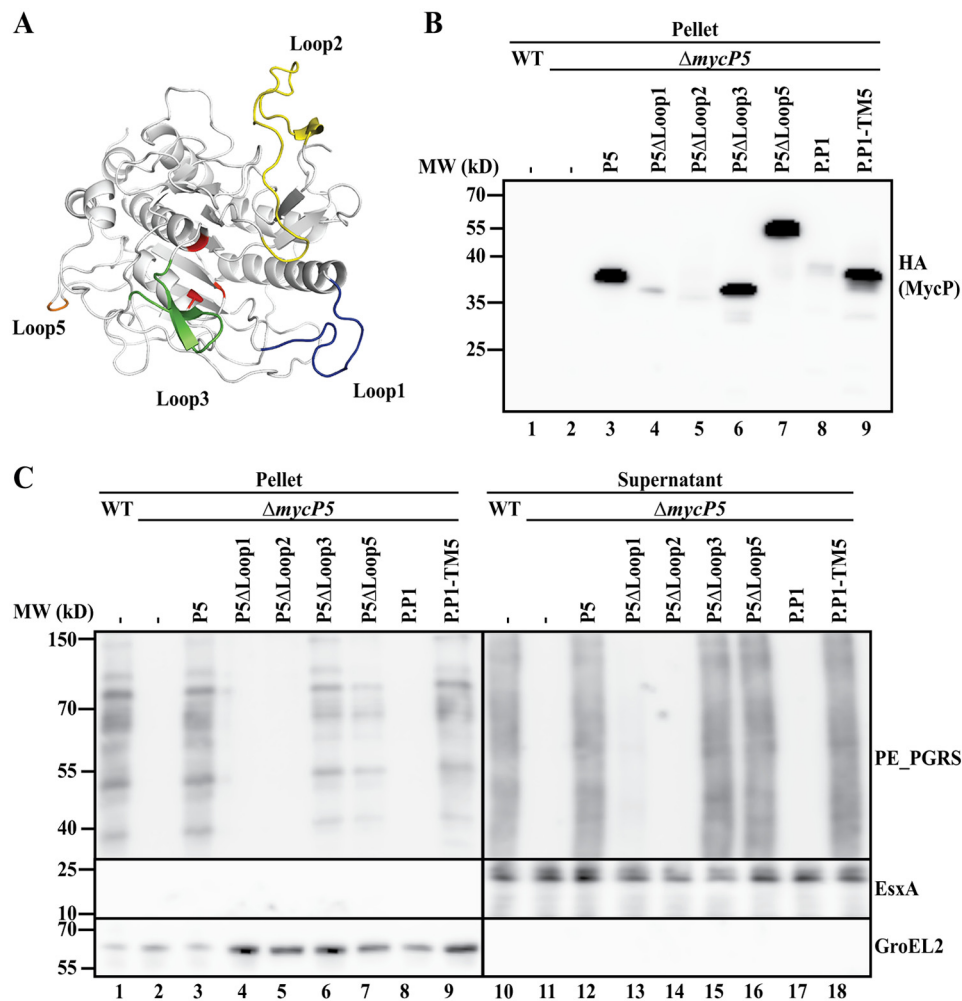 A
Loop2
Loop5
Loop3
Loop1
B
Pellet
WT ΔmycP5
MW (kD) - - P5 P5ΔLoop1 P5ΔLoop2 P5ΔLoop3 P5ΔLoop5 P.P1 P.P1-TM5
70
55
40
35
25
HA
(MycP)
1 2 3 4 5 6 7 8 9
C
Pellet Supernatant
WT ΔmycP5 WT ΔmycP5
MW (kD) - - P5 P5ΔLoop1 P5ΔLoop2 P5ΔLoop3 P5ΔLoop5 P.P1 P.P1-TM5 - - P5 P5ΔLoop1 P5ΔLoop2 P5ΔLoop3 P5ΔLoop5 P.P1 P.P1-TM5
150
70
55
40
PE_PGRS
25
10
EsxA
70
55
GroEL2
1 2 3 4 5 6 7 8 9 10 11 12 13 14 15 16 17 18